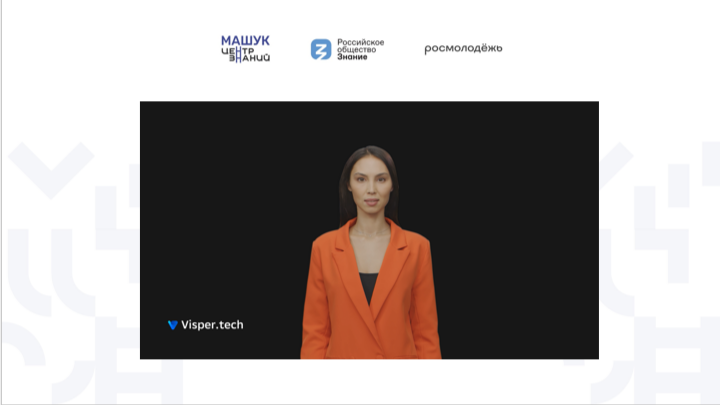 МАШУК
ЦЕНТР
ЗНАНИЙ
Российское
общество
Знание
росмолодёжь
Visper.tech